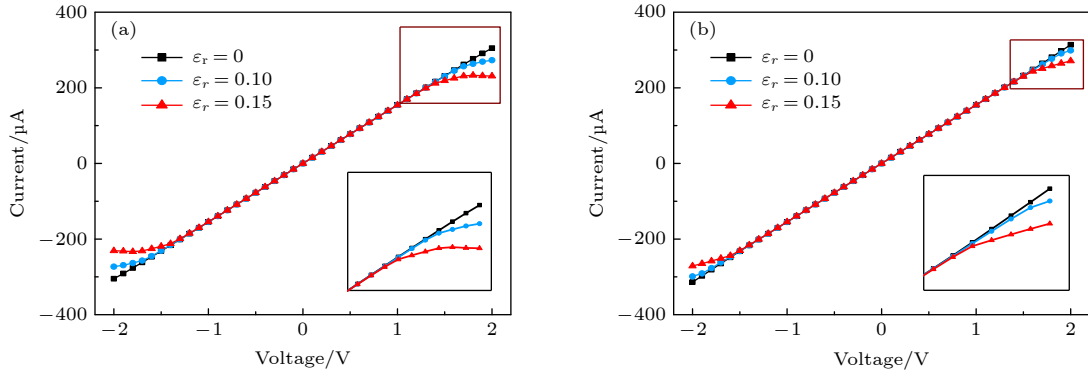 (a)
εr = 0
εr = 0.10
εr = 0.15
400
200
0
−200
−400
Current/μA
−2
−1
0
1
2
Voltage/V
(b)
εr = 0
εr = 0.10
εr = 0.15
400
200
0
−200
−400
Current/μA
−2
−1
0
1
2
Voltage/V